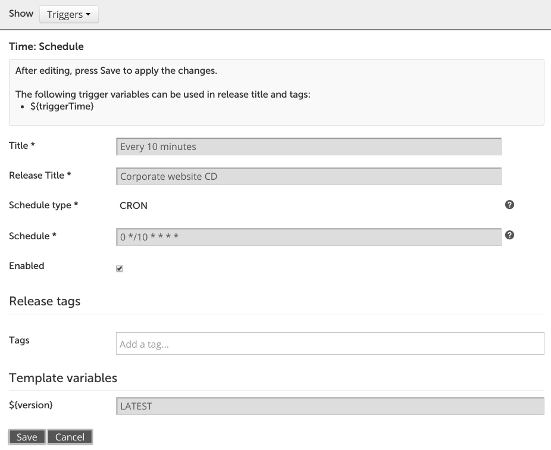 Show Triggers
Time: Schedule
After editing, press Save to apply the changes.
The following trigger variables can be used in release title and tags:
• ${triggerTime}
Title * Every 10 minutes
Release Title * Corporate website CD
Schedule type * CRON ?
Schedule * 0 */10 * * * * ?
Enabled
Release tags
Tags Add a tag...
Template variables
${version} LATEST
Save Cancel